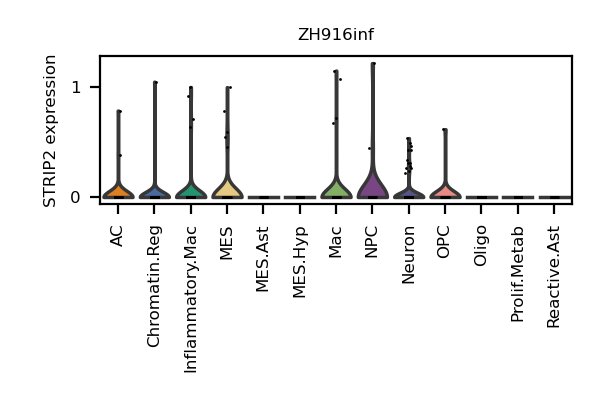 ZH916inf
STRIP2 expression
1
0
AC
Chromatin.Reg
Inflammatory.Mac
MES
MES.Ast
MES.Hyp
Mac
NPC
Neuron
OPC
Oligo
Prolif.Metab
Reactive.Ast